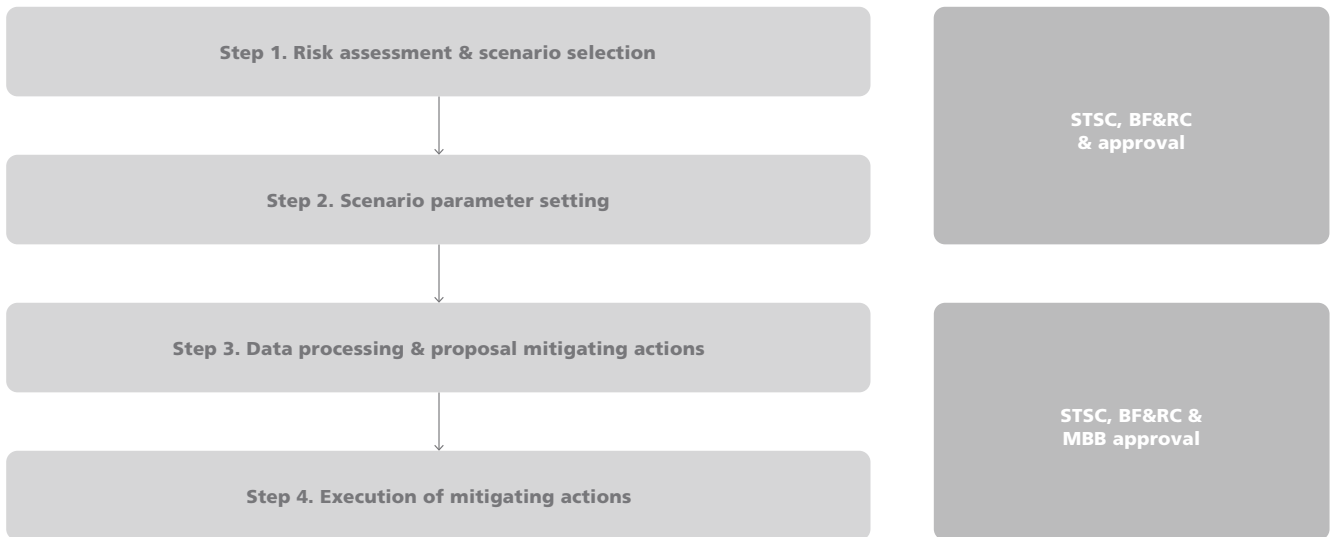 Step 1. Risk assessment & scenario selection
STSC, BF&RC
& approval
Step 2. Scenario parameter setting
Step 3. Data processing & proposal mitigating actions
STSC, BF&RC &
MBB approval
Step 4. Execution of mitigating actions